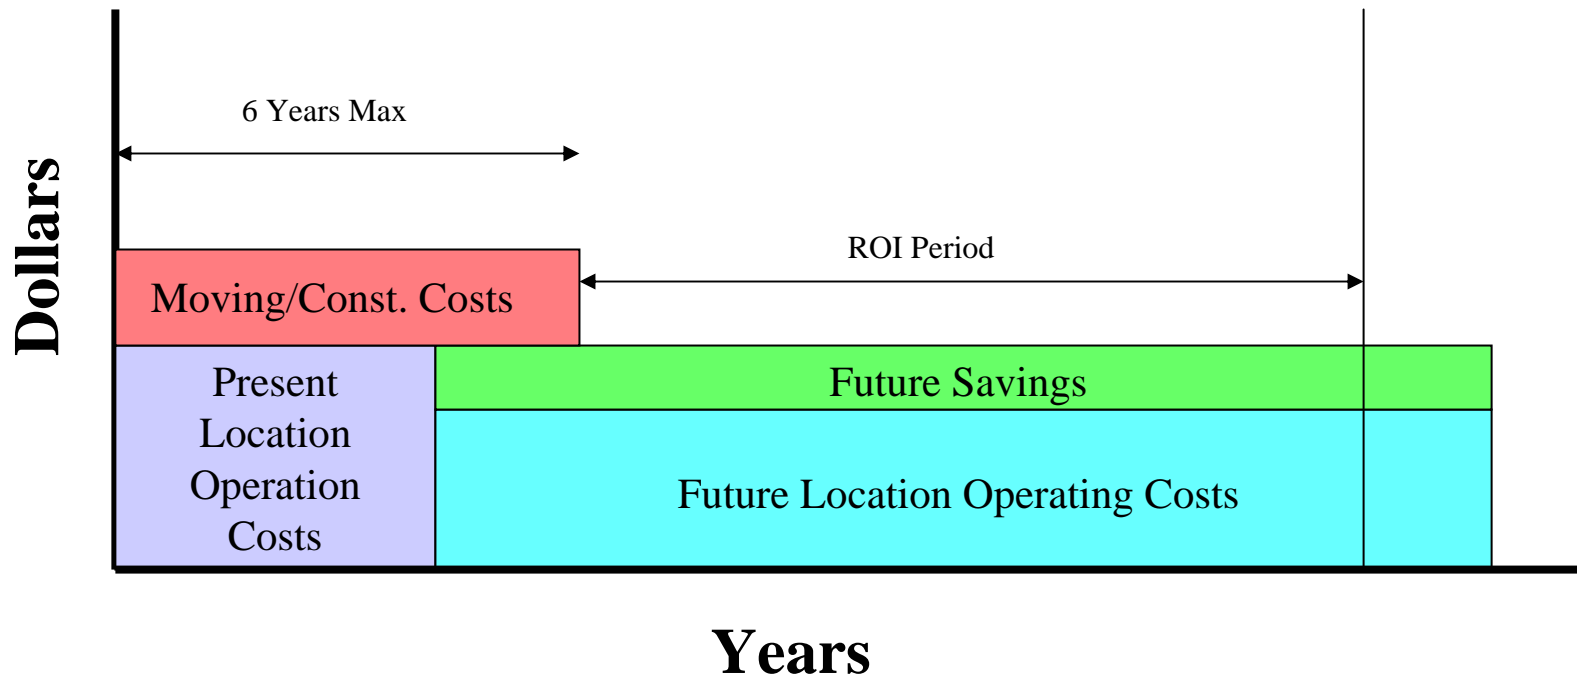 6 Years Max
Dollars
ROI Period
Moving/Const. Costs
Present
Location
Operation
Costs
Future Savings
Future Location Operating Costs
Years